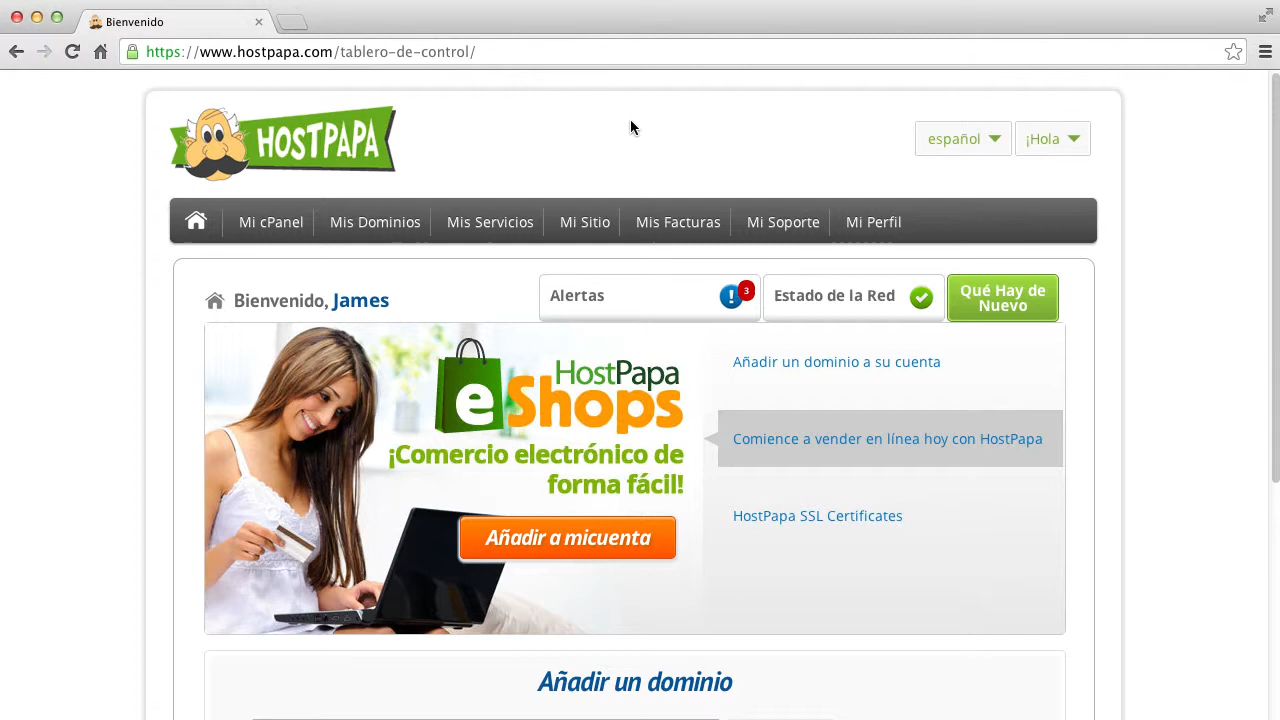 Bienvenido
https://www.hostpapa.com/tablero-de-control/
HOSTPAPA
español
¡Hola
Mi cPanel
Mis Dominios
Mis Servicios
Mi Sitio
Mis Facturas
Mi Soporte
Mi Perfil
Bienvenido, James
Alertas
3
Estado de la Red
Qué Hay de
Nuevo
HostPapa
eShops
¡Comercio electrónico de
forma fácil!
Añadir a micuenta
Añadir un dominio a su cuenta
Comience a vender en línea hoy con HostPapa
HostPapa SSL Certificates
Añadir un dominio